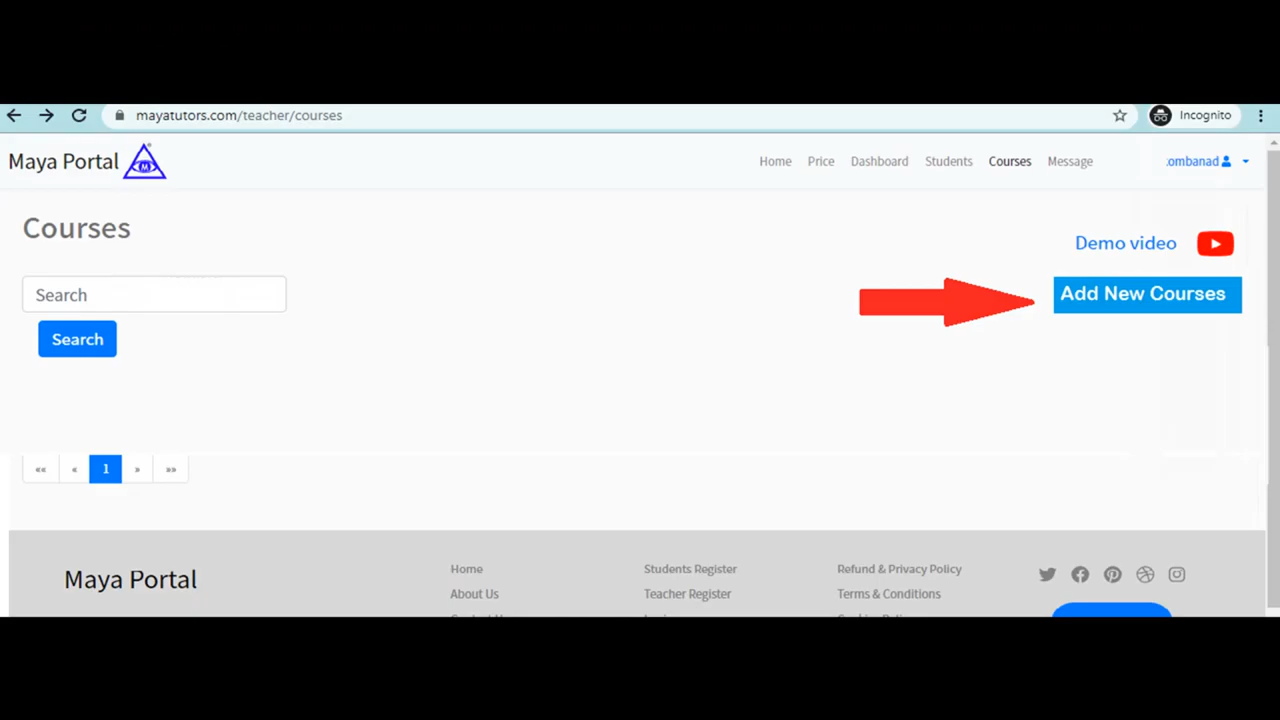 mayatutors.com/teacher/courses
Incognito
Maya Portal
M
Home Price Dashboard Students Courses Message
ombanad
Courses
Demo video
Search
Add New Courses
Search
«« « 1 » »»
Maya Portal
Home Students Register Refund & Privacy Policy
About Us Teacher Register Terms & Conditions